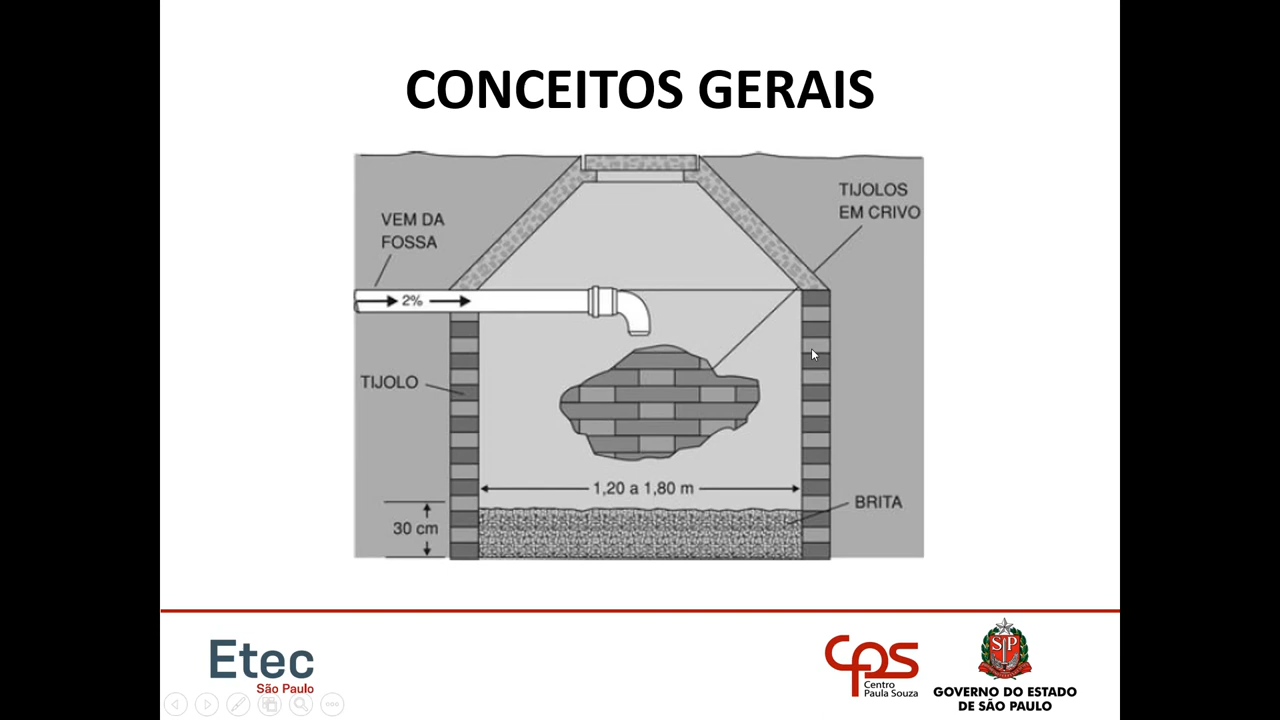 CONCEITOS GERAIS
TIJOLOS
EM CRIVO
VEM DA
FOSSA
2%
TIJOLO
1,20 a 1,80 m
BRITA
30 cm
Etec
São Paulo
CPS
Centro
Paula Souza
SP
GOVERNO DO ESTADO
DE SÃO PAULO